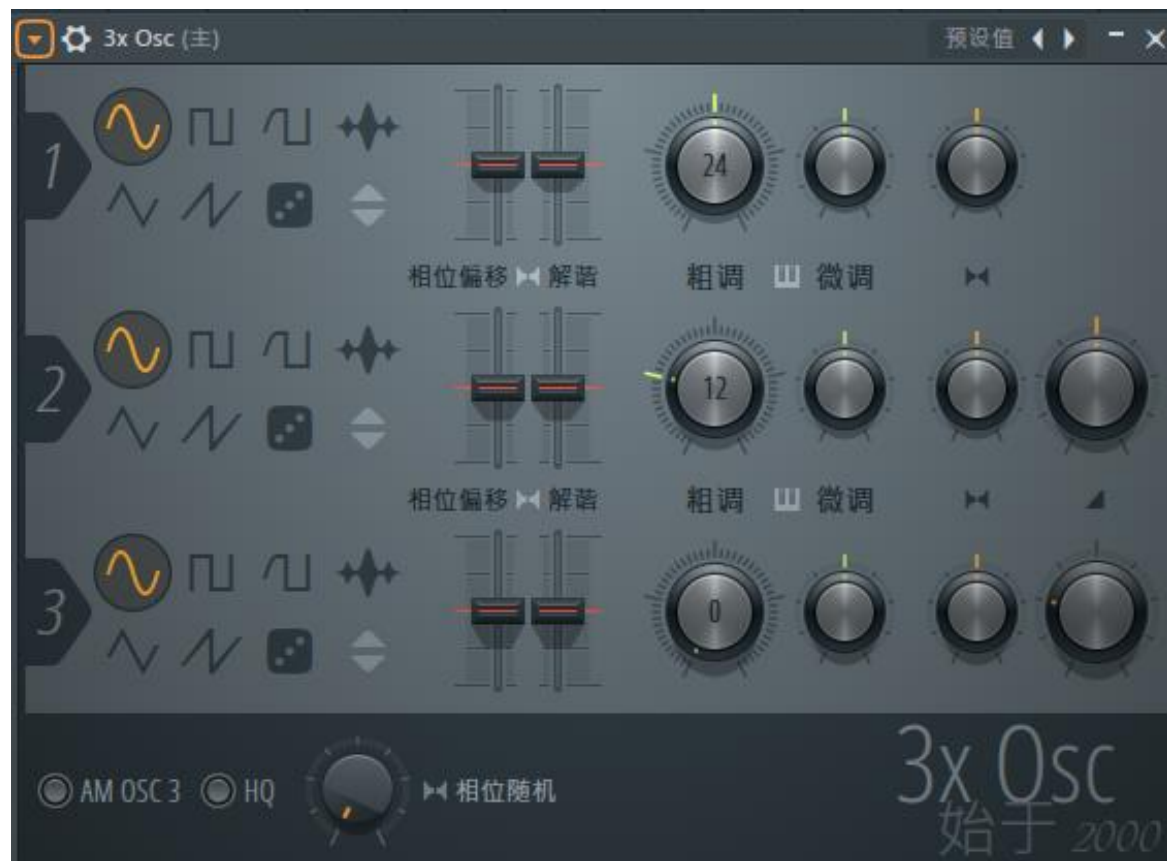 3x Osc (主) 预设值
1
24
相位偏移 解谐 粗调 微调
2
12
相位偏移 解谐 粗调 微调
3
0
AM OSC 3 HQ 相位随机
3x Osc
始于 2000